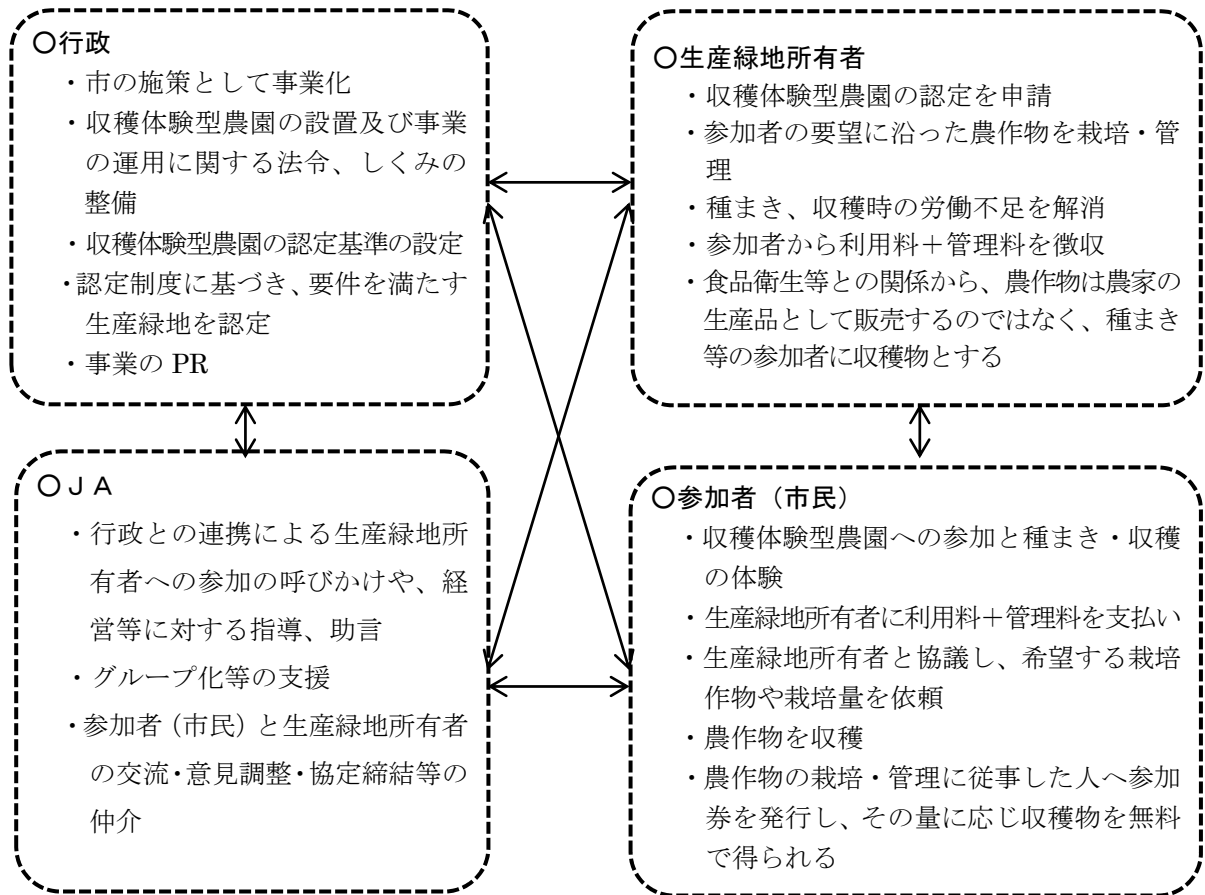 〇行政
・市の施策として事業化
・収穫体験型農園の設置及び事業
の運用に関する法令、しくみの
整備
・収穫体験型農園の認定基準の設定
・認定制度に基づき、要件を満たす
生産緑地を認定
・事業の PR
〇生産緑地所有者
・収穫体験型農園の認定を申請
・参加者の要望に沿った農作物を栽培・管
理
・種まき、収穫時の労働不足を解消
・参加者から利用料＋管理料を徴収
・食品衛生等との関係から、農作物は農家の
生産品として販売するのではなく、種まき
等の参加者に収穫物とする
〇ＪＡ
・行政との連携による生産緑地所
有者への参加の呼びかけや、経
営等に対する指導、助言
・グループ化等の支援
・参加者（市民）と生産緑地所有者
の交流・意見調整・協定締結等の
仲介
〇参加者（市民）
・収穫体験型農園への参加と種まき・収穫
の体験
・生産緑地所有者に利用料＋管理料を支払い
・生産緑地所有者と協議し、希望する栽培
作物や栽培量を依頼
・農作物を収穫
・農作物の栽培・管理に従事した人へ参加
券を発行し、その量に応じ収穫物を無料
で得られる